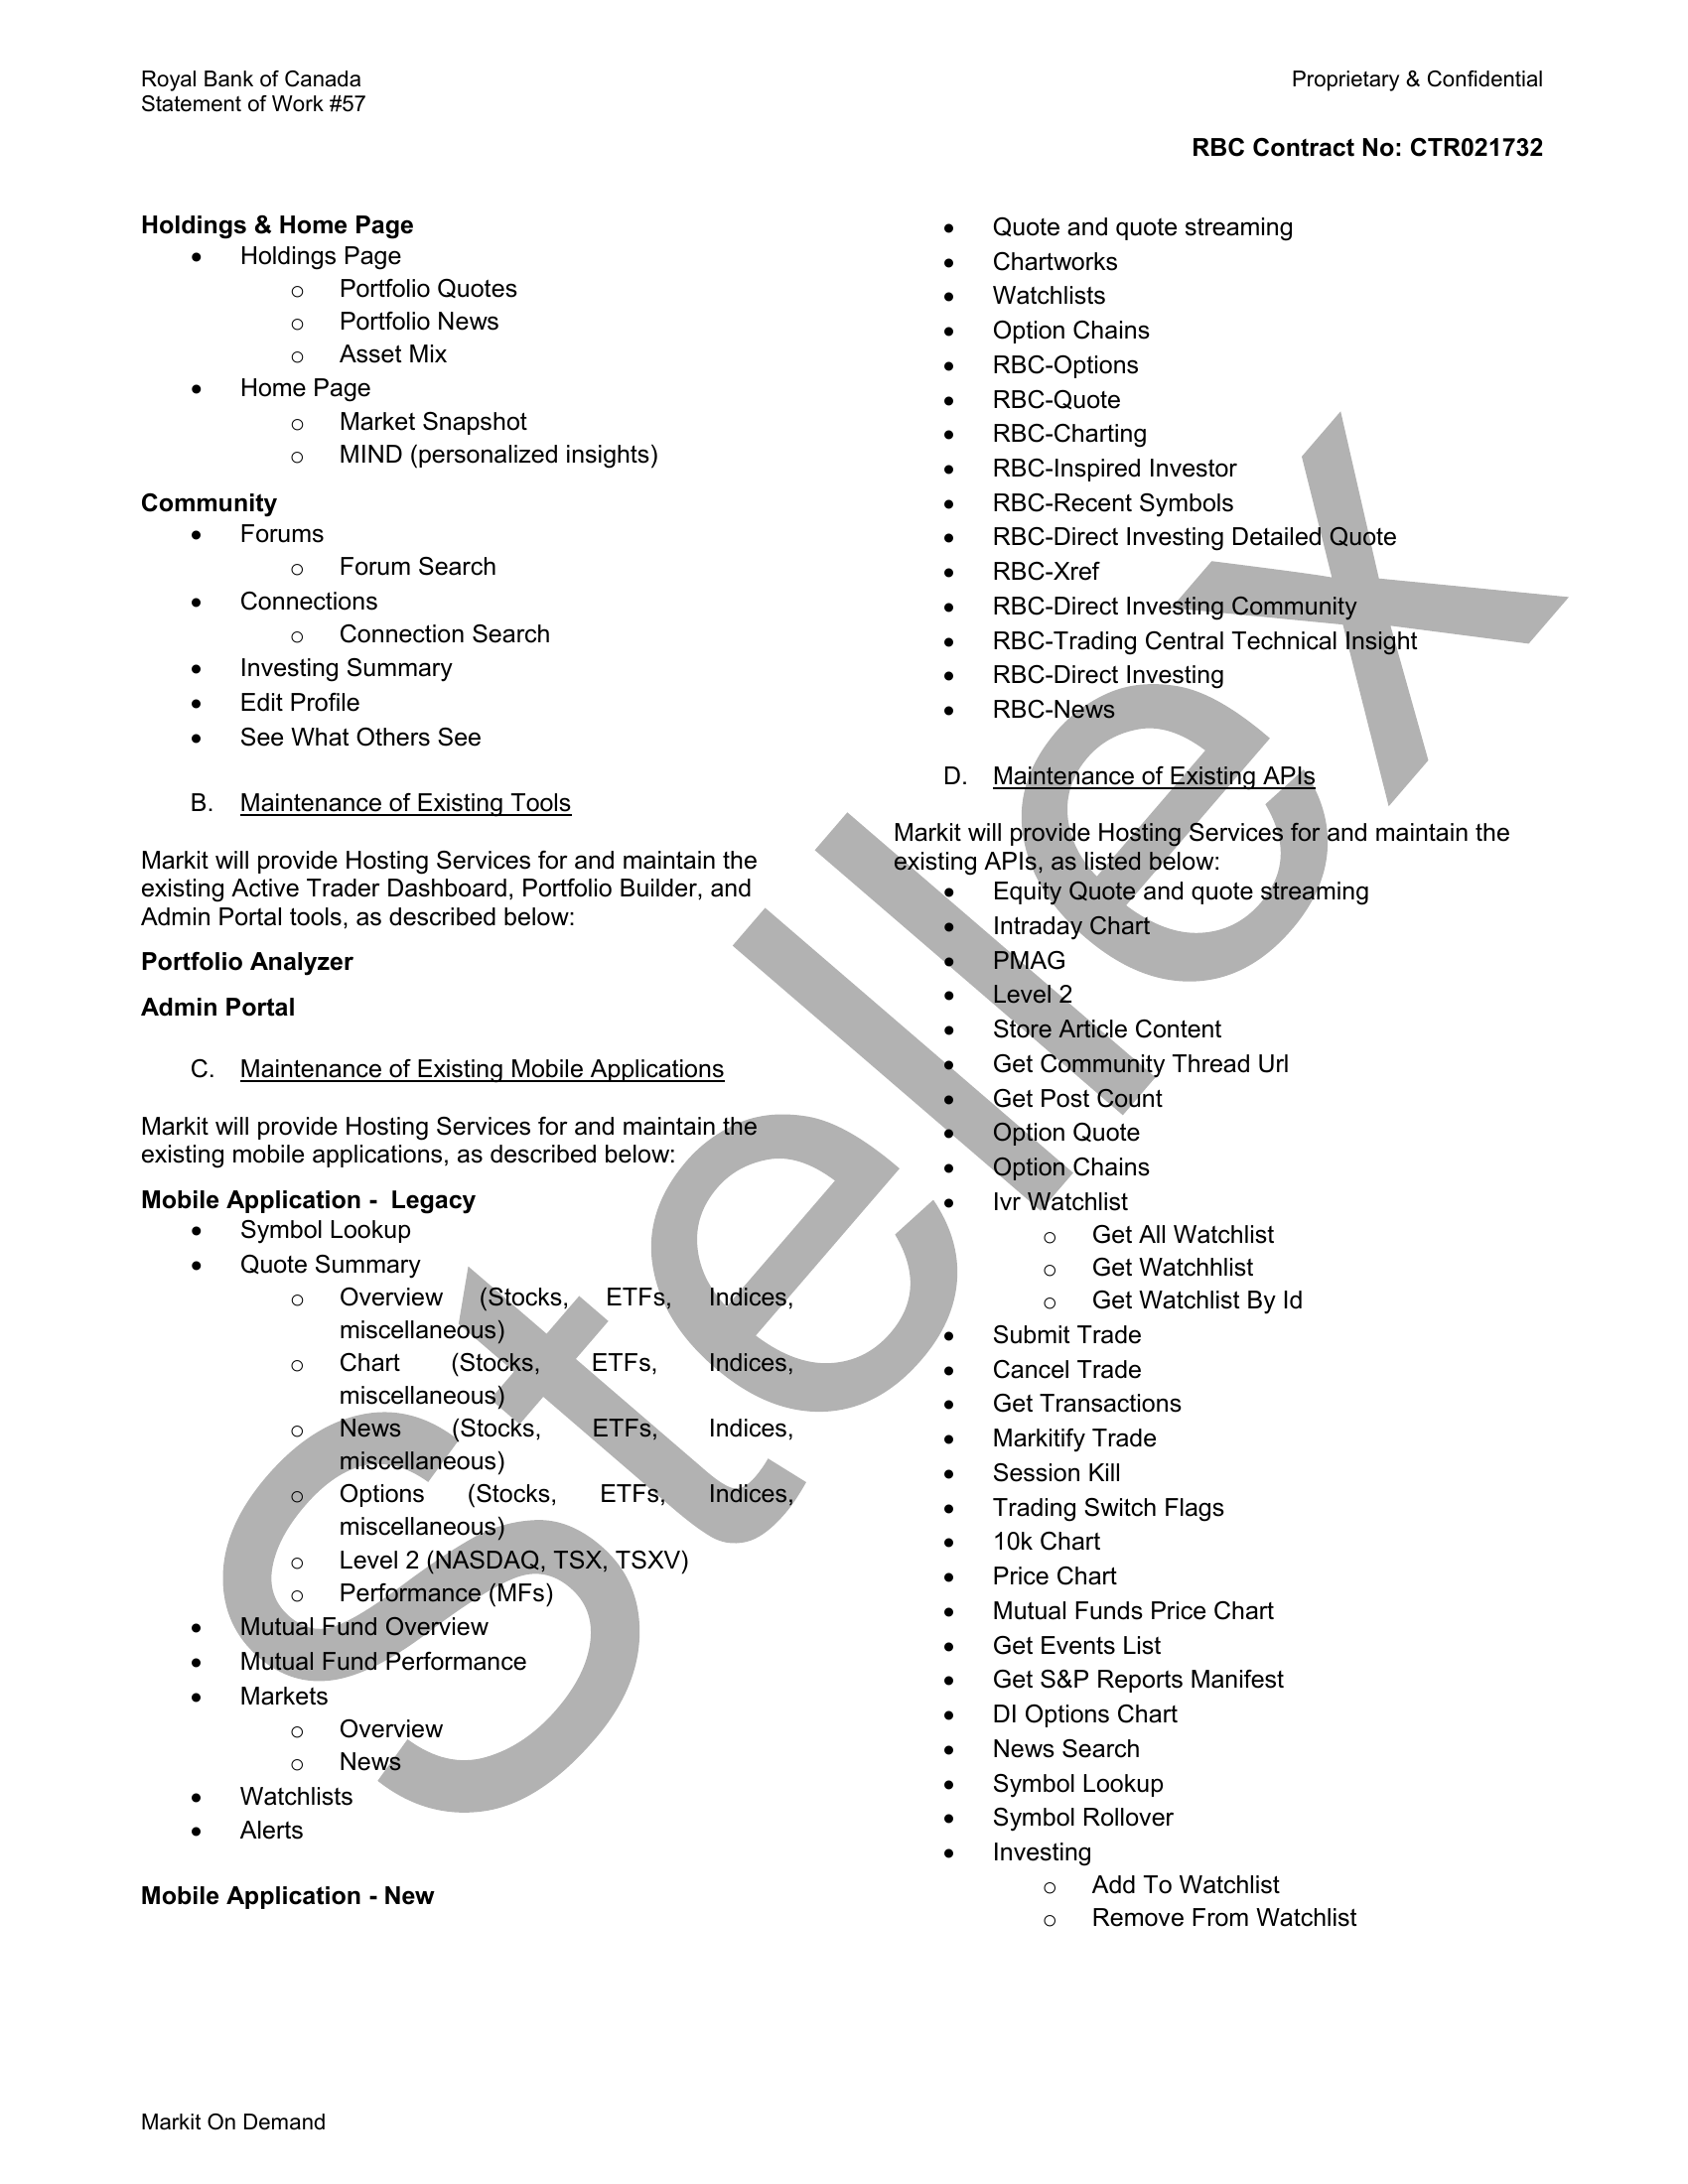 Royal Bank of Canada
Statement of Work #57
Proprietary & Confidential
RBC Contract No: CTR021732
Holdings & Home Page
• Holdings Page
o Portfolio Quotes
o Portfolio News
o Asset Mix
• Home Page
o Market Snapshot
o MIND (personalized insights)
Community
• Forums
o Forum Search
• Connections
o Connection Search
• Investing Summary
• Edit Profile
• See What Others See
B. Maintenance of Existing Tools
Markit will provide Hosting Services for and maintain the
existing Active Trader Dashboard, Portfolio Builder, and
Admin Portal tools, as described below:
Portfolio Analyzer
Admin Portal
C. Maintenance of Existing Mobile Applications
Markit will provide Hosting Services for and maintain the
existing mobile applications, as described below:
Mobile Application - Legacy
• Symbol Lookup
• Quote Summary
o Overview (Stocks, ETFs, Indices,
miscellaneous)
o Chart (Stocks, ETFs, Indices,
miscellaneous)
o News (Stocks, ETFs, Indices,
miscellaneous)
o Options (Stocks, ETFs, Indices,
miscellaneous)
o Level 2 (NASDAQ, TSX, TSXV)
o Performance (MFs)
• Mutual Fund Overview
• Mutual Fund Performance
• Markets
o Overview
o News
• Watchlists
• Alerts
Mobile Application - New
• Quote and quote streaming
• Chartworks
• Watchlists
• Option Chains
• RBC-Options
• RBC-Quote
• RBC-Charting
• RBC-Inspired Investor
• RBC-Recent Symbols
• RBC-Direct Investing Detailed Quote
• RBC-Xref
• RBC-Direct Investing Community
• RBC-Trading Central Technical Insight
• RBC-Direct Investing
• RBC-News
D. Maintenance of Existing APIs
Markit will provide Hosting Services for and maintain the
existing APIs, as listed below:
• Equity Quote and quote streaming
• Intraday Chart
• PMAG
• Level 2
• Store Article Content
• Get Community Thread Url
• Get Post Count
• Option Quote
• Option Chains
• Ivr Watchlist
o Get All Watchlist
o Get Watchhlist
o Get Watchlist By Id
• Submit Trade
• Cancel Trade
• Get Transactions
• Markitify Trade
• Session Kill
• Trading Switch Flags
• 10k Chart
• Price Chart
• Mutual Funds Price Chart
• Get Events List
• Get S&P Reports Manifest
• DI Options Chart
• News Search
• Symbol Lookup
• Symbol Rollover
• Investing
o Add To Watchlist
o Remove From Watchlist
Markit On Demand
Stellex